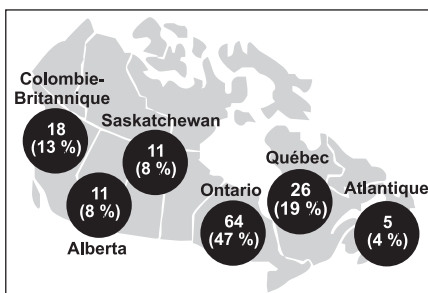 Colombie-
Britannique
18
(13 %)
Saskatchewan
11
(8 %)
11
(8 %)
Alberta
Ontario
64
(47 %)
Québec
26
(19 %)
Atlantique
5
(4 %)